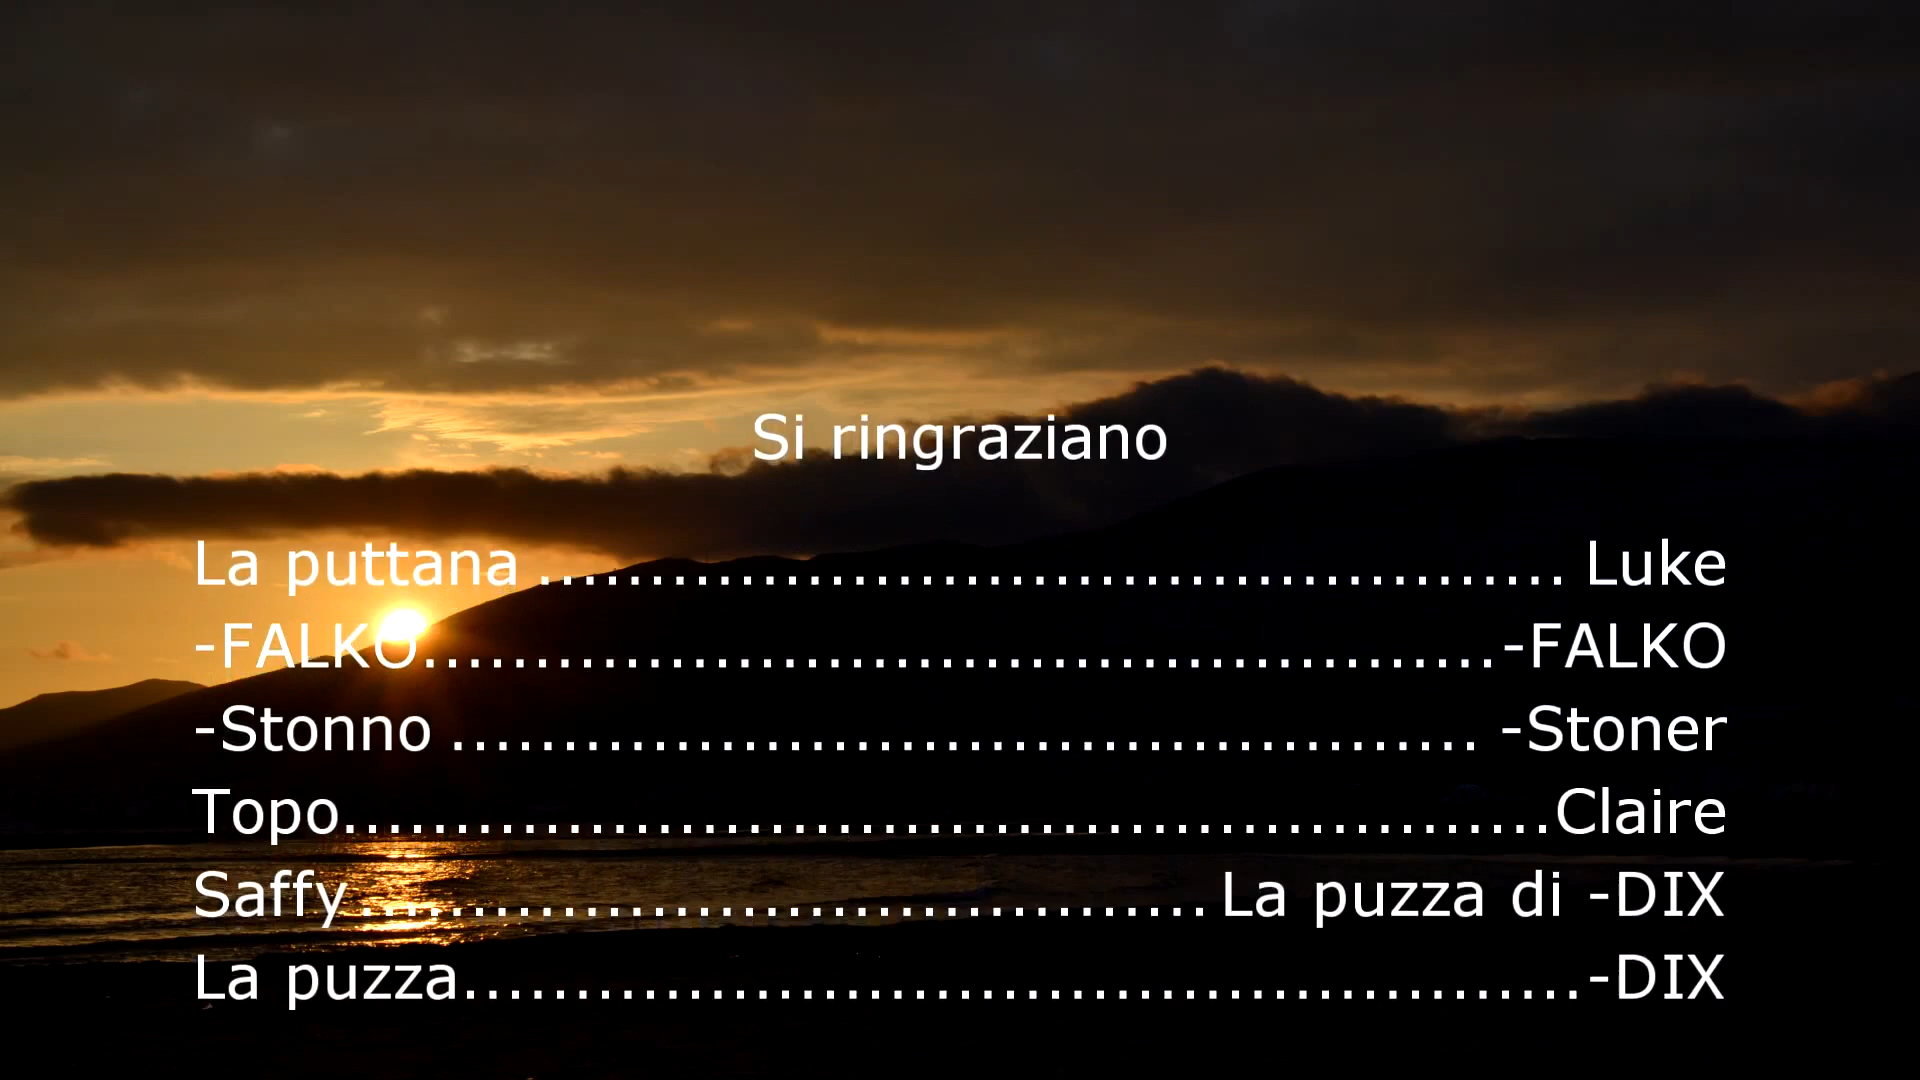 Si ringraziano
La puttana .............................................. Luke
-FALKO................................................-FALKO
-Stonno .............................................. -Stoner
Topo......................................................Claire
Saffy...................................... La puzza di -DIX
La puzza..................................................-DIX